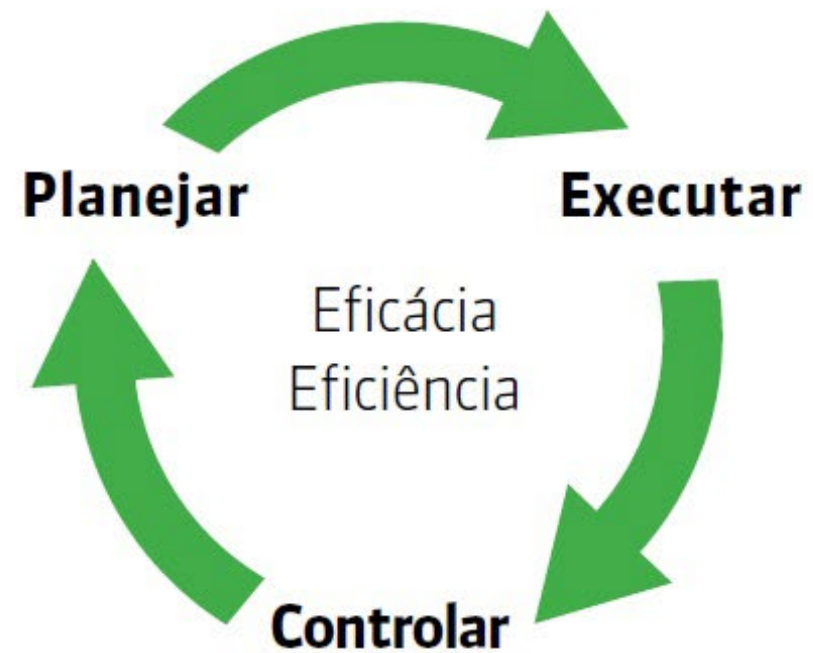 Planejar
Executar
Eficácia
Eficiência
Controlar